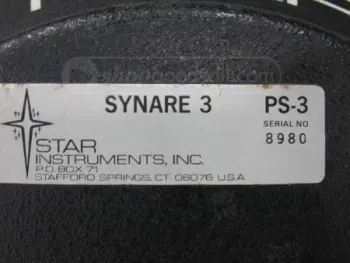 SYNARE 3 PS-3
SERIAL NO.
8980
STAR
INSTRUMENTS, INC.
P.O. BOX 71
STAFFORD SPRINGS, CT. 06076 U.S.A.